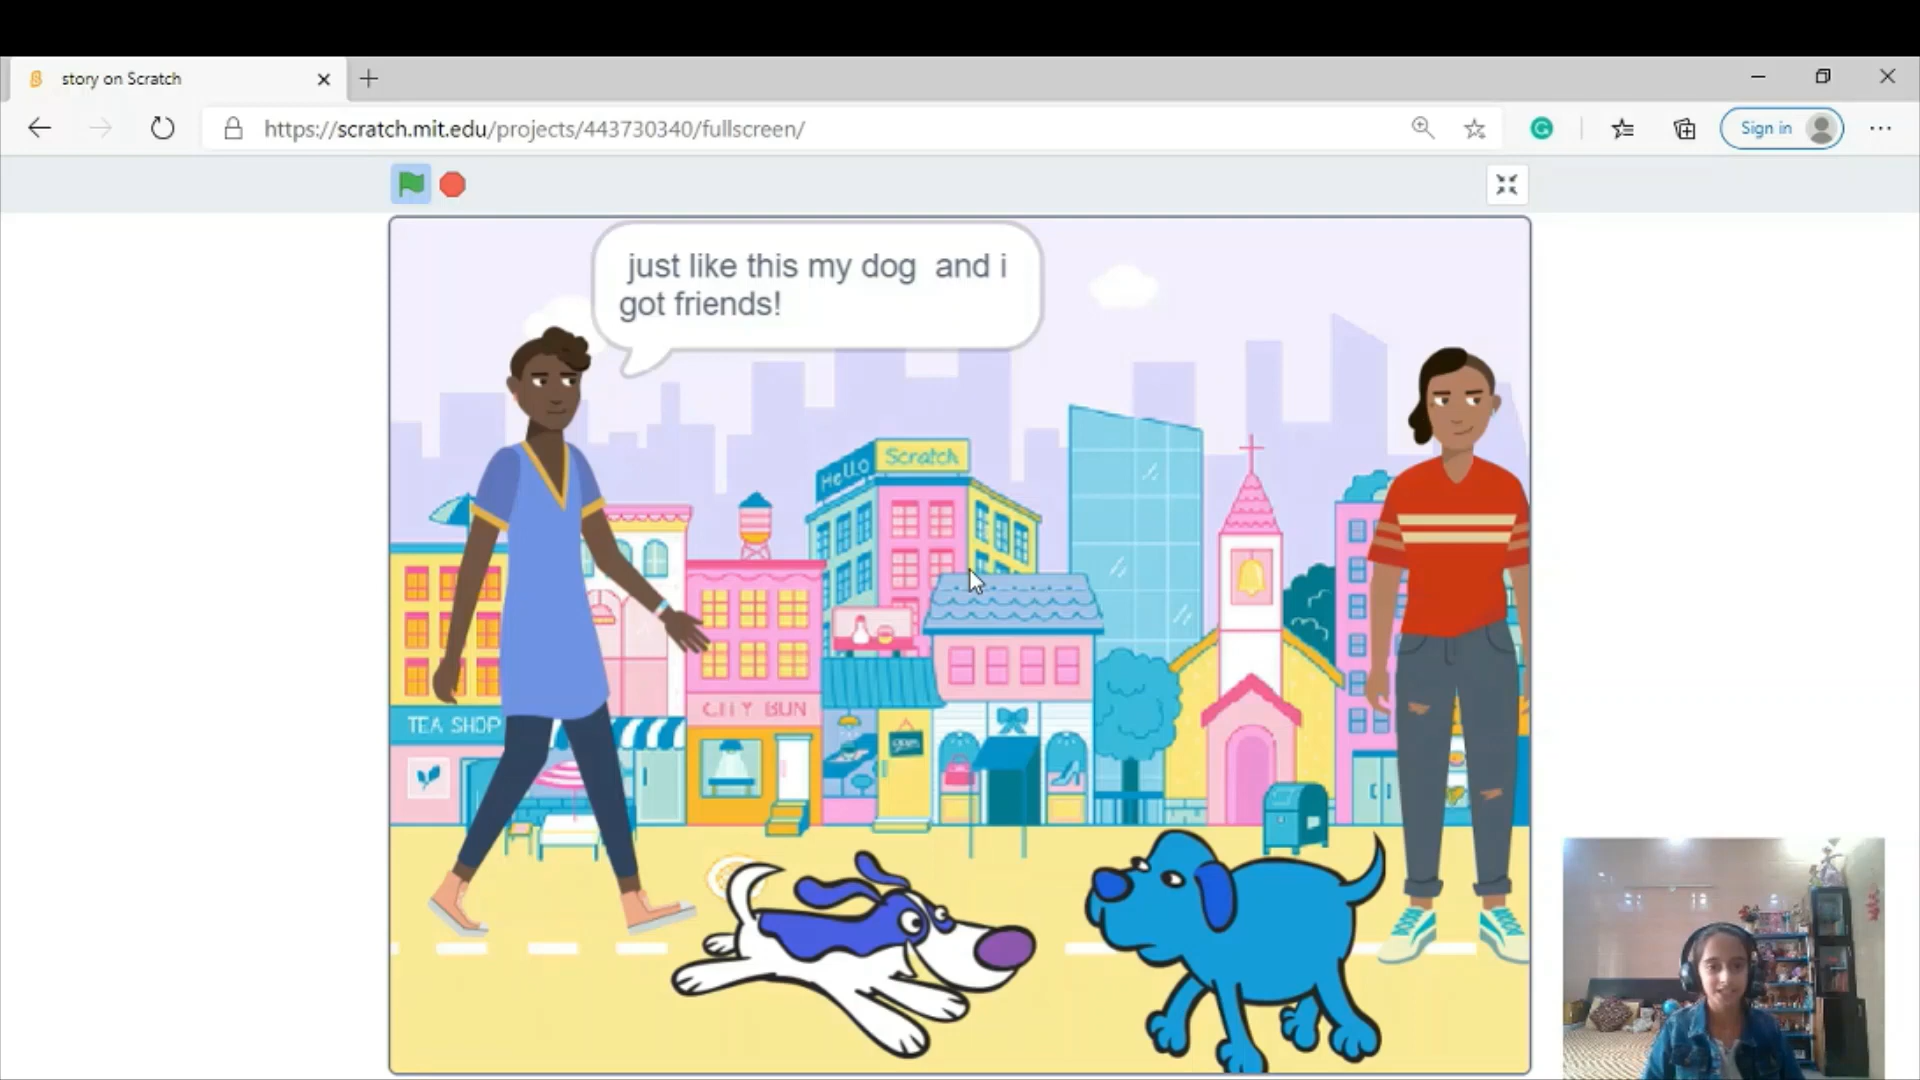 story on Scratch
https://scratch.mit.edu/projects/443730340/fullscreen/
Sign in
just like this my dog  and i
got friends!
Hello Scratch
TEA SHOP
CITY BUN
OPEN